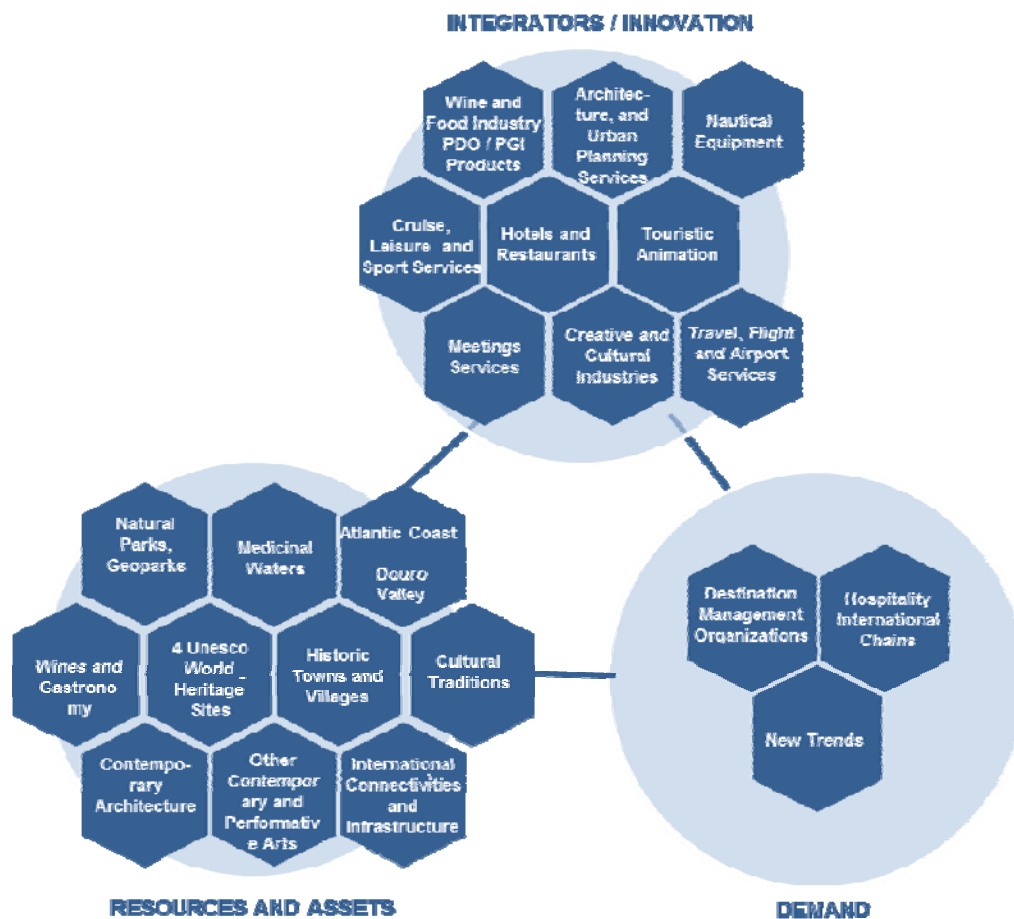 INTEGRATORS / INNOVATION
Wine and
Food Industry
PDO / PGI
Products
Architec-
ture, and
Urban
Planning
Services
Nautical
Equipment
Cruise,
Leisure and
Sport Services
Hotels and
Restaurants
Touristic
Animation
Meetings
Services
Creative and
Cultural
Industries
Travel, Flight
and Airport
Services
Natural
Parks,
Geoparks
Medicinal
Waters
Atlantic Coast
Douro
Valley
Wines and
Gastrono
my
4 Unesco
World
Heritage
Sites
Historic
Towns and
Villages
Cultural
Traditions
Contempo-
rary
Architecture
Other
Contempor
ary and
Performativ
e Arts
International
Connectivities
and
Infrastructure
Destination
Management
Organizations
Hospitality
International
Chains
New Trends
RESOURCES AND ASSETS
DEMAND